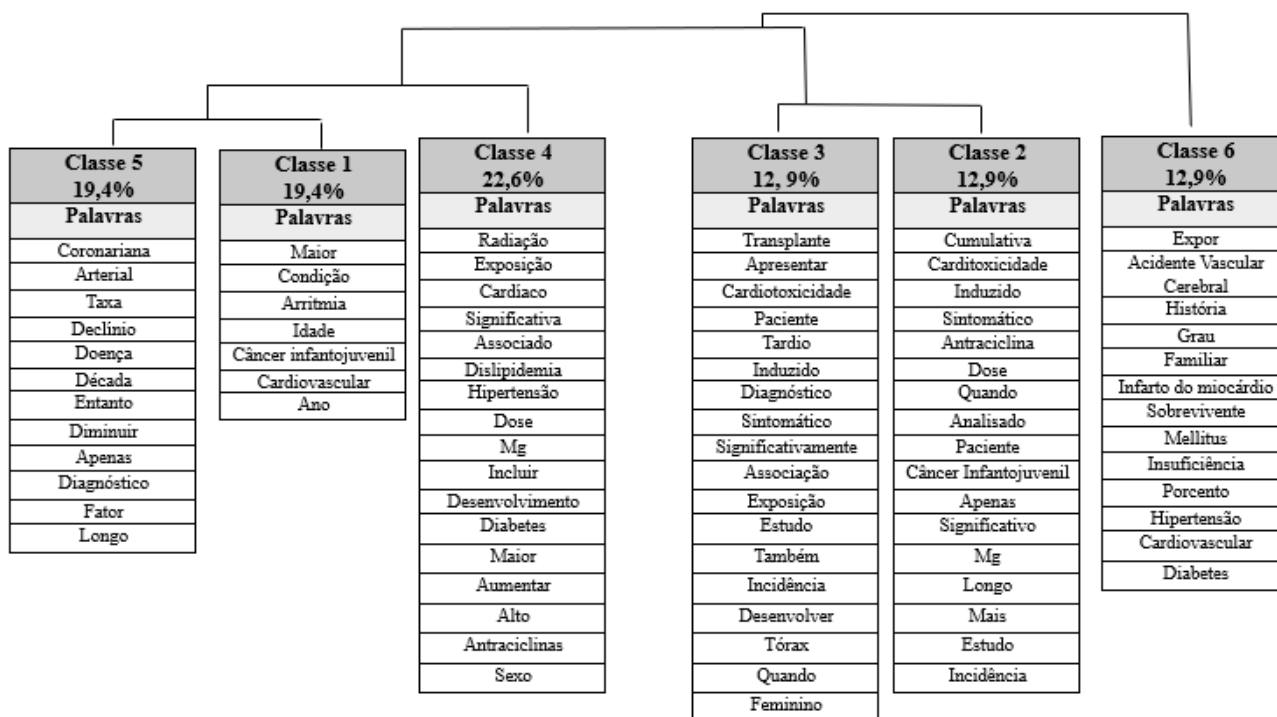 Classe 5
19,4%
Palavras
Coronariana
Arterial
Taxa
Declínio
Doença
Década
Entanto
Diminuir
Apenas
Diagnóstico
Fator
Longo
Classe 1
19,4%
Palavras
Maior
Condição
Arritmia
Idade
Câncer infantojuvenil
Cardiovascular
Ano
Classe 4
22,6%
Palavras
Radiação
Exposição
Cardíaco
Significativa
Associado
Dislipidemia
Hipertensão
Dose
Mg
Incluir
Desenvolvimento
Diabetes
Maior
Aumentar
Alto
Antraciclinas
Sexo
Classe 3
12, 9%
Palavras
Transplante
Apresentar
Cardiotoxicidade
Paciente
Tardio
Induzido
Diagnóstico
Sintomático
Significativamente
Associação
Exposição
Estudo
Também
Incidência
Desenvolver
Tórax
Quando
Feminino
Classe 2
12,9%
Palavras
Cumulativa
Carditoxicidade
Induzido
Sintomático
Antraciclina
Dose
Quando
Analisado
Paciente
Câncer Infantojuvenil
Apenas
Significativo
Mg
Longo
Mais
Estudo
Incidência
Classe 6
12,9%
Palavras
Expor
Acidente Vascular
Cerebral
História
Grau
Familiar
Infarto do miocárdio
Sobrevivente
Mellitus
Insuficiência
Porcento
Hipertensão
Cardiovascular
Diabetes